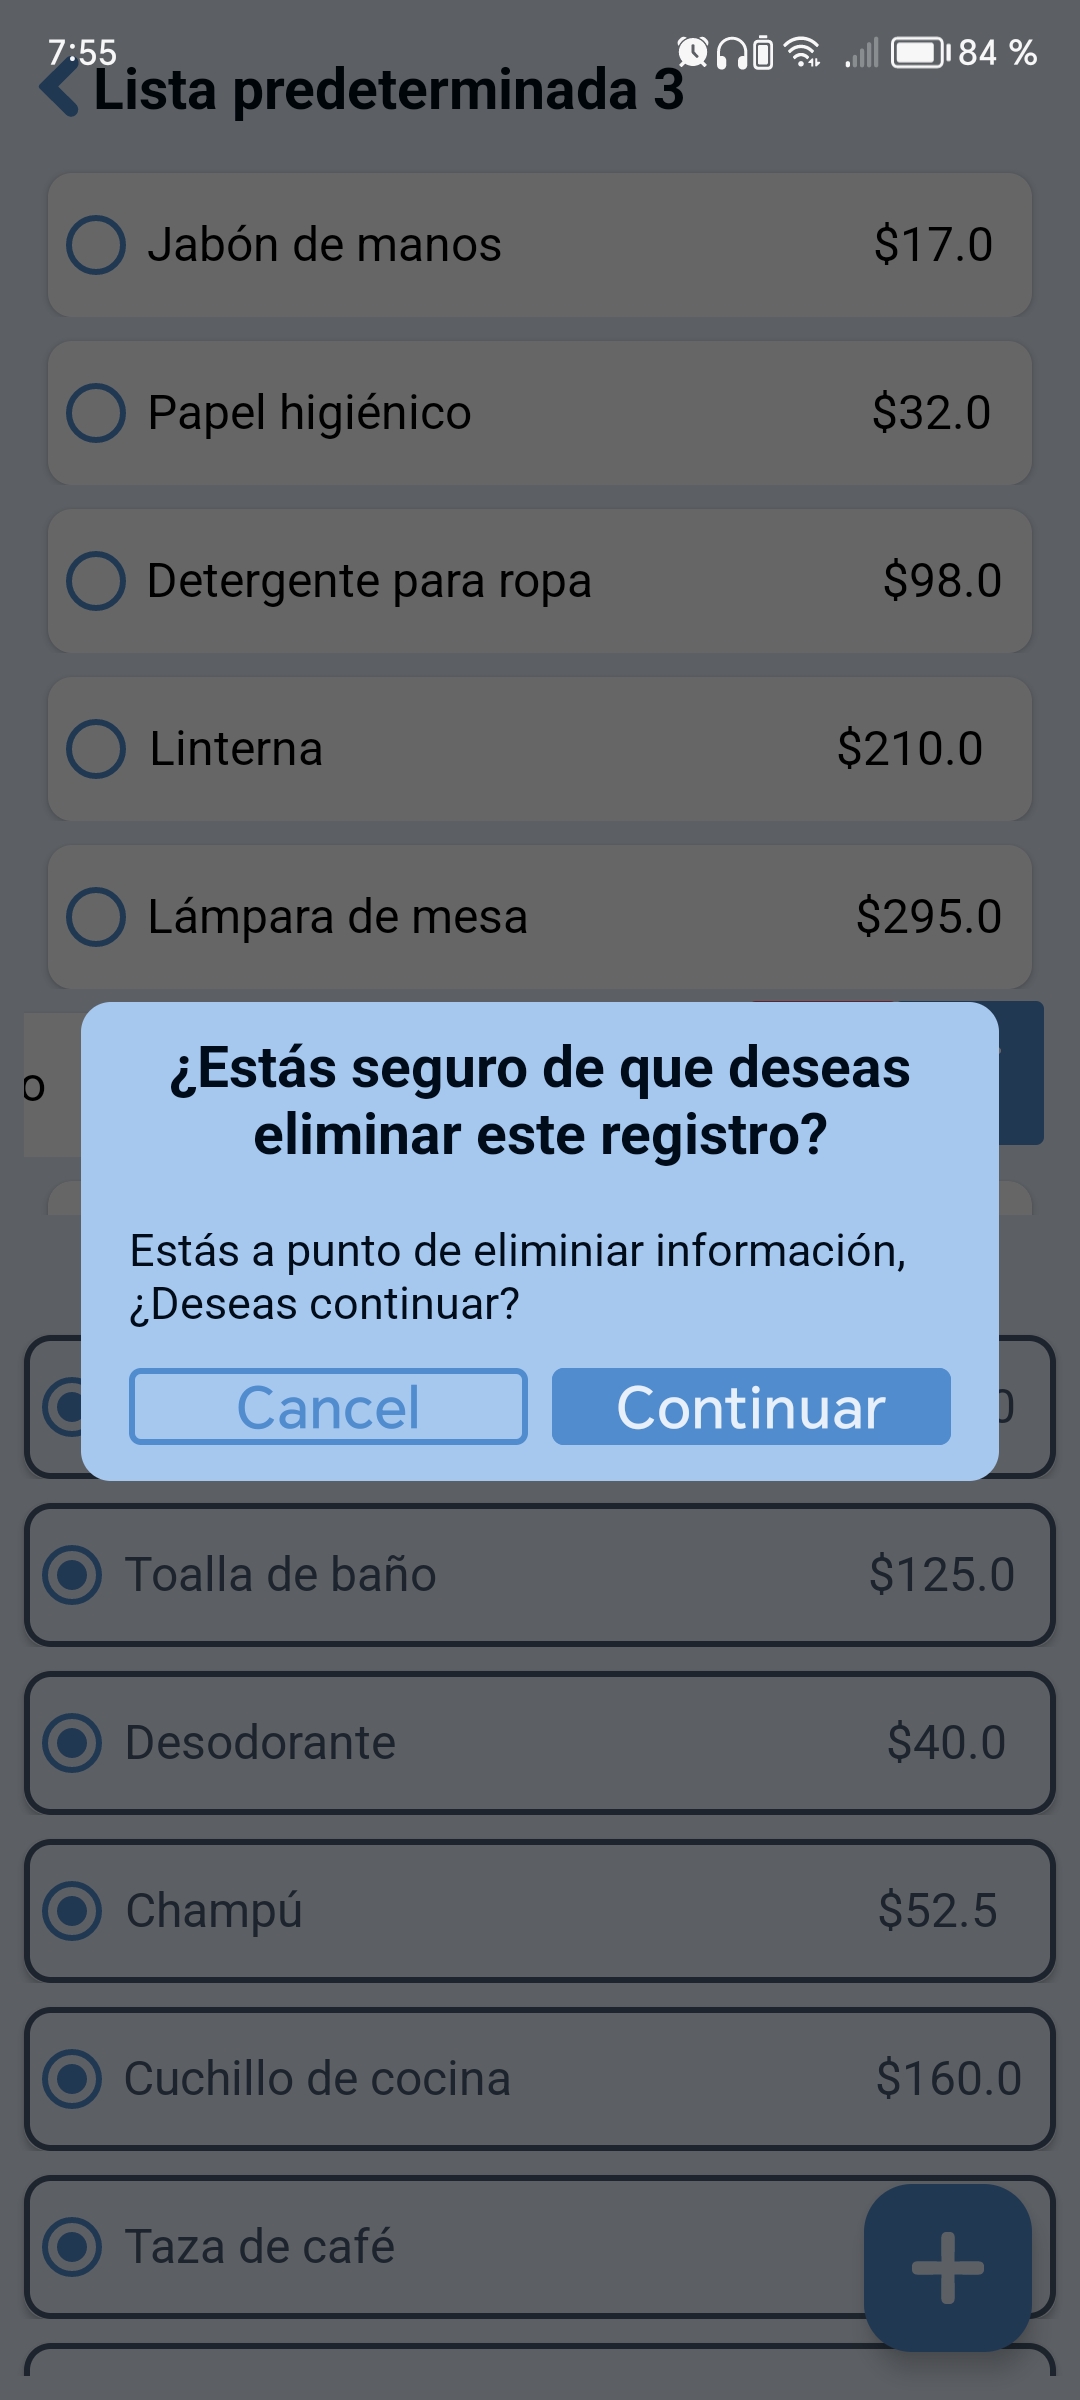 7:55
84 %
Lista predeterminada 3
Jabón de manos $17.0
Papel higiénico $32.0
Detergente para ropa $98.0
Linterna $210.0
Lámpara de mesa $295.0
o
¿Estás seguro de que deseas
eliminar este registro?
Estás a punto de eliminiar información,
¿Deseas continuar?
Cancel Continuar
0
Toalla de baño $125.0
Desodorante $40.0
Champú $52.5
Cuchillo de cocina $160.0
Taza de café